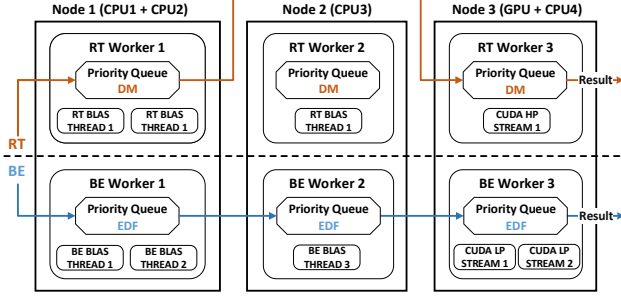 Node 1 (CPU1 + CPU2)
Node 2 (CPU3)
Node 3 (GPU + CPU4)
RT Worker 1
Priority Queue
DM
RT BLAS
THREAD 1
RT BLAS
THREAD 1
RT Worker 2
Priority Queue
DM
RT BLAS
THREAD 1
RT Worker 3
Priority Queue
DM
CUDA HP
STREAM 1
Result
RT
BE
BE Worker 1
Priority Queue
EDF
BE BLAS
THREAD 1
BE BLAS
THREAD 2
BE Worker 2
Priority Queue
EDF
BE BLAS
THREAD 3
BE Worker 3
Priority Queue
EDF
CUDA LP
STREAM 1
CUDA LP
STREAM 2
Result